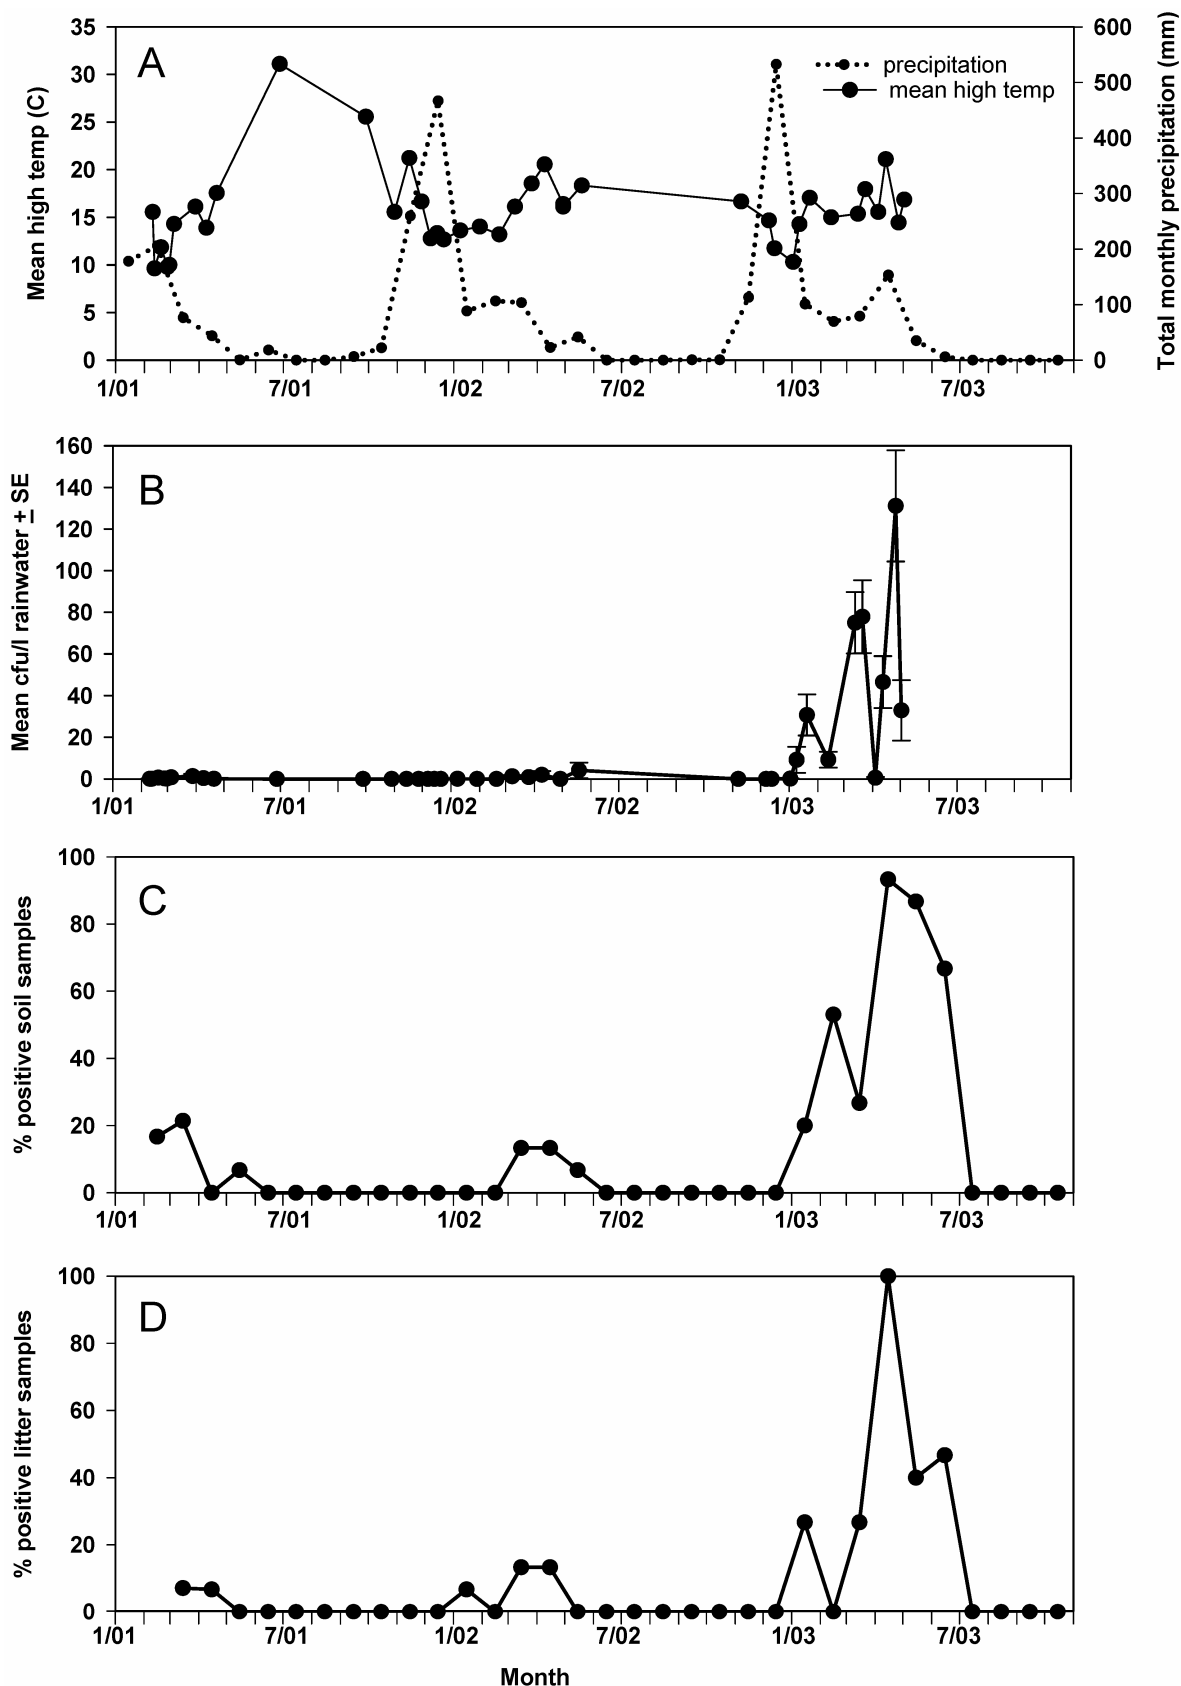 A
precipitation
mean high temp
Mean high temp (C)
Total monthly precipitation (mm)
35
30
25
20
15
10
5
0
600
500
400
300
200
100
0
1/01 7/01 1/02 7/02 1/03 7/03
B
Mean cfu/l rainwater ± SE
160
140
120
100
80
60
40
20
0
1/01 7/01 1/02 7/02 1/03 7/03
C
% positive soil samples
100
80
60
40
20
0
1/01 7/01 1/02 7/02 1/03 7/03
D
% positive litter samples
100
80
60
40
20
0
1/01 7/01 1/02 7/02 1/03 7/03
Month